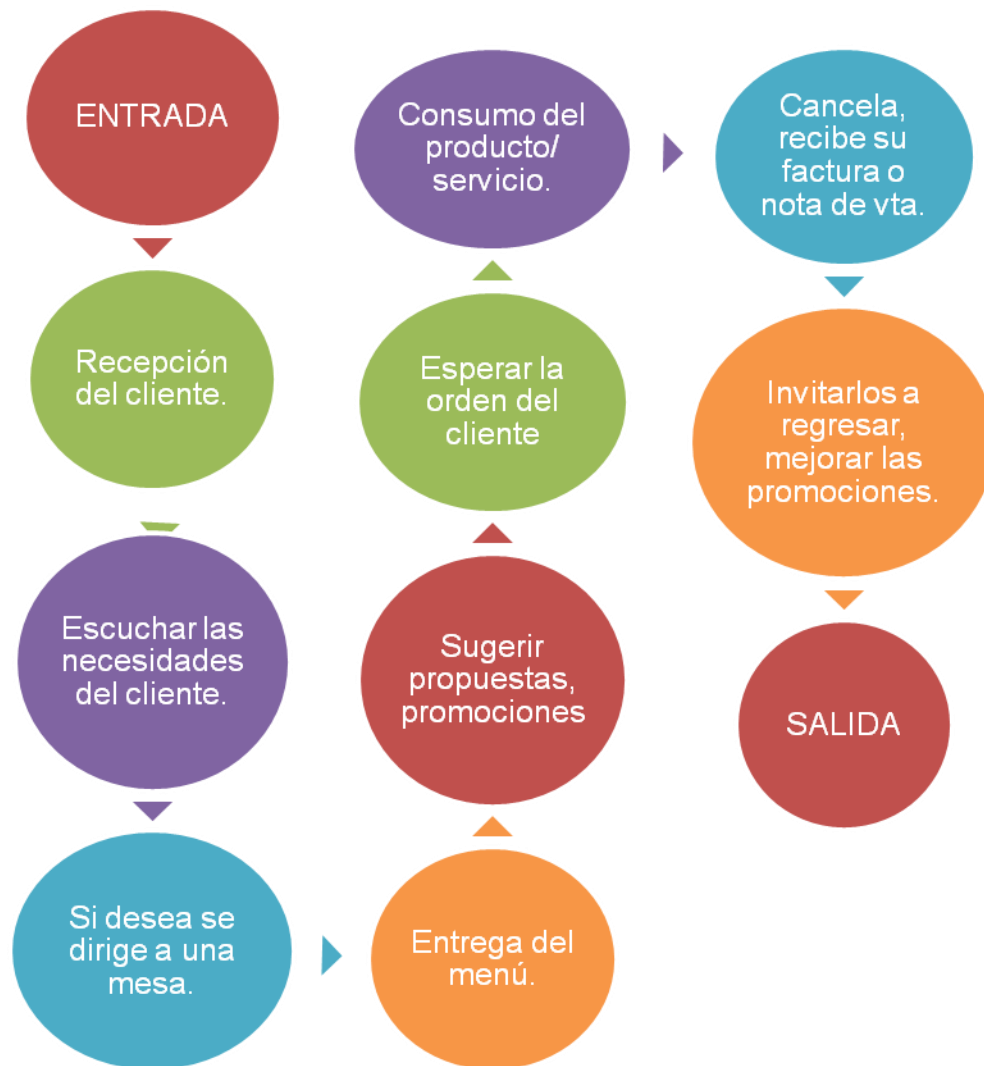 ENTRADA
Recepción
del cliente.
Escuchar las
necesidades
del cliente.
Si desea se
dirige a una
mesa.
Entrega del
menú.
Sugerir
propuestas,
promociones
Esperar la
orden del
cliente
Consumo del
producto/
servicio.
Cancela,
recibe su
factura o
nota de vta.
Invitarlos a
regresar,
mejorar las
promociones.
SALIDA